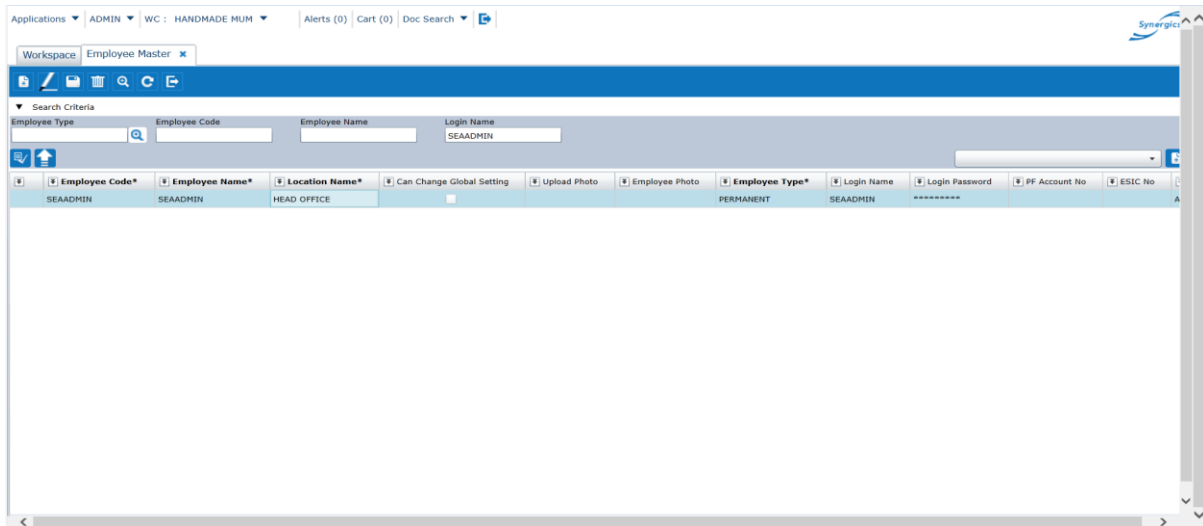 Applications ADMIN WC : HANDMADE MUM Alerts (0) Cart (0) Doc Search
Synergics
Workspace Employee Master
Search Criteria
Employee Type Employee Code Employee Name Login Name
SEAADMIN
Employee Code* Employee Name* Location Name* Can Change Global Setting Upload Photo Employee Photo Employee Type* Login Name Login Password PF Account No ESIC No
SEAADMIN SEAADMIN HEAD OFFICE PERMANENT SEAADMIN ********* A